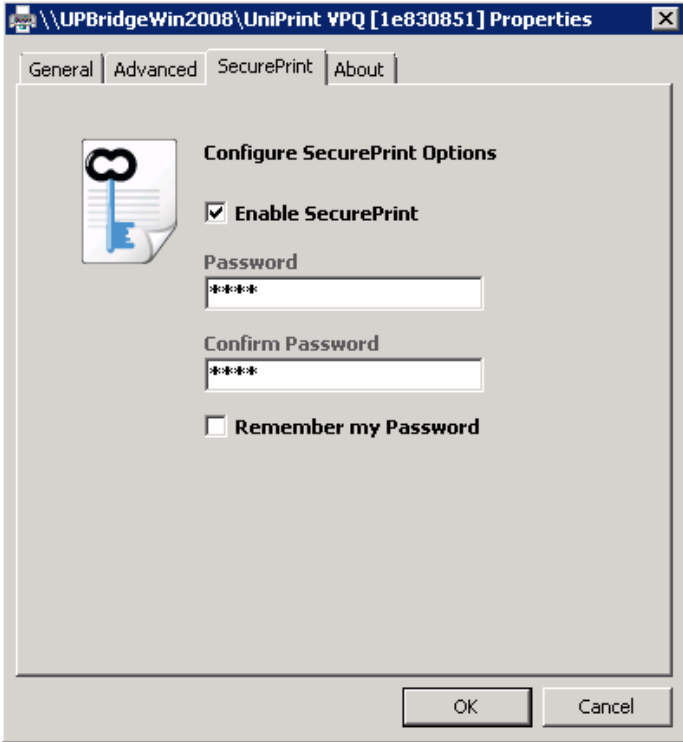 \\UPBridgeWin2008\UniPrint VPQ [1e830851] Properties
General Advanced SecurePrint About
Configure SecurePrint Options
Enable SecurePrint
Password
****
Confirm Password
****
Remember my Password
OK Cancel